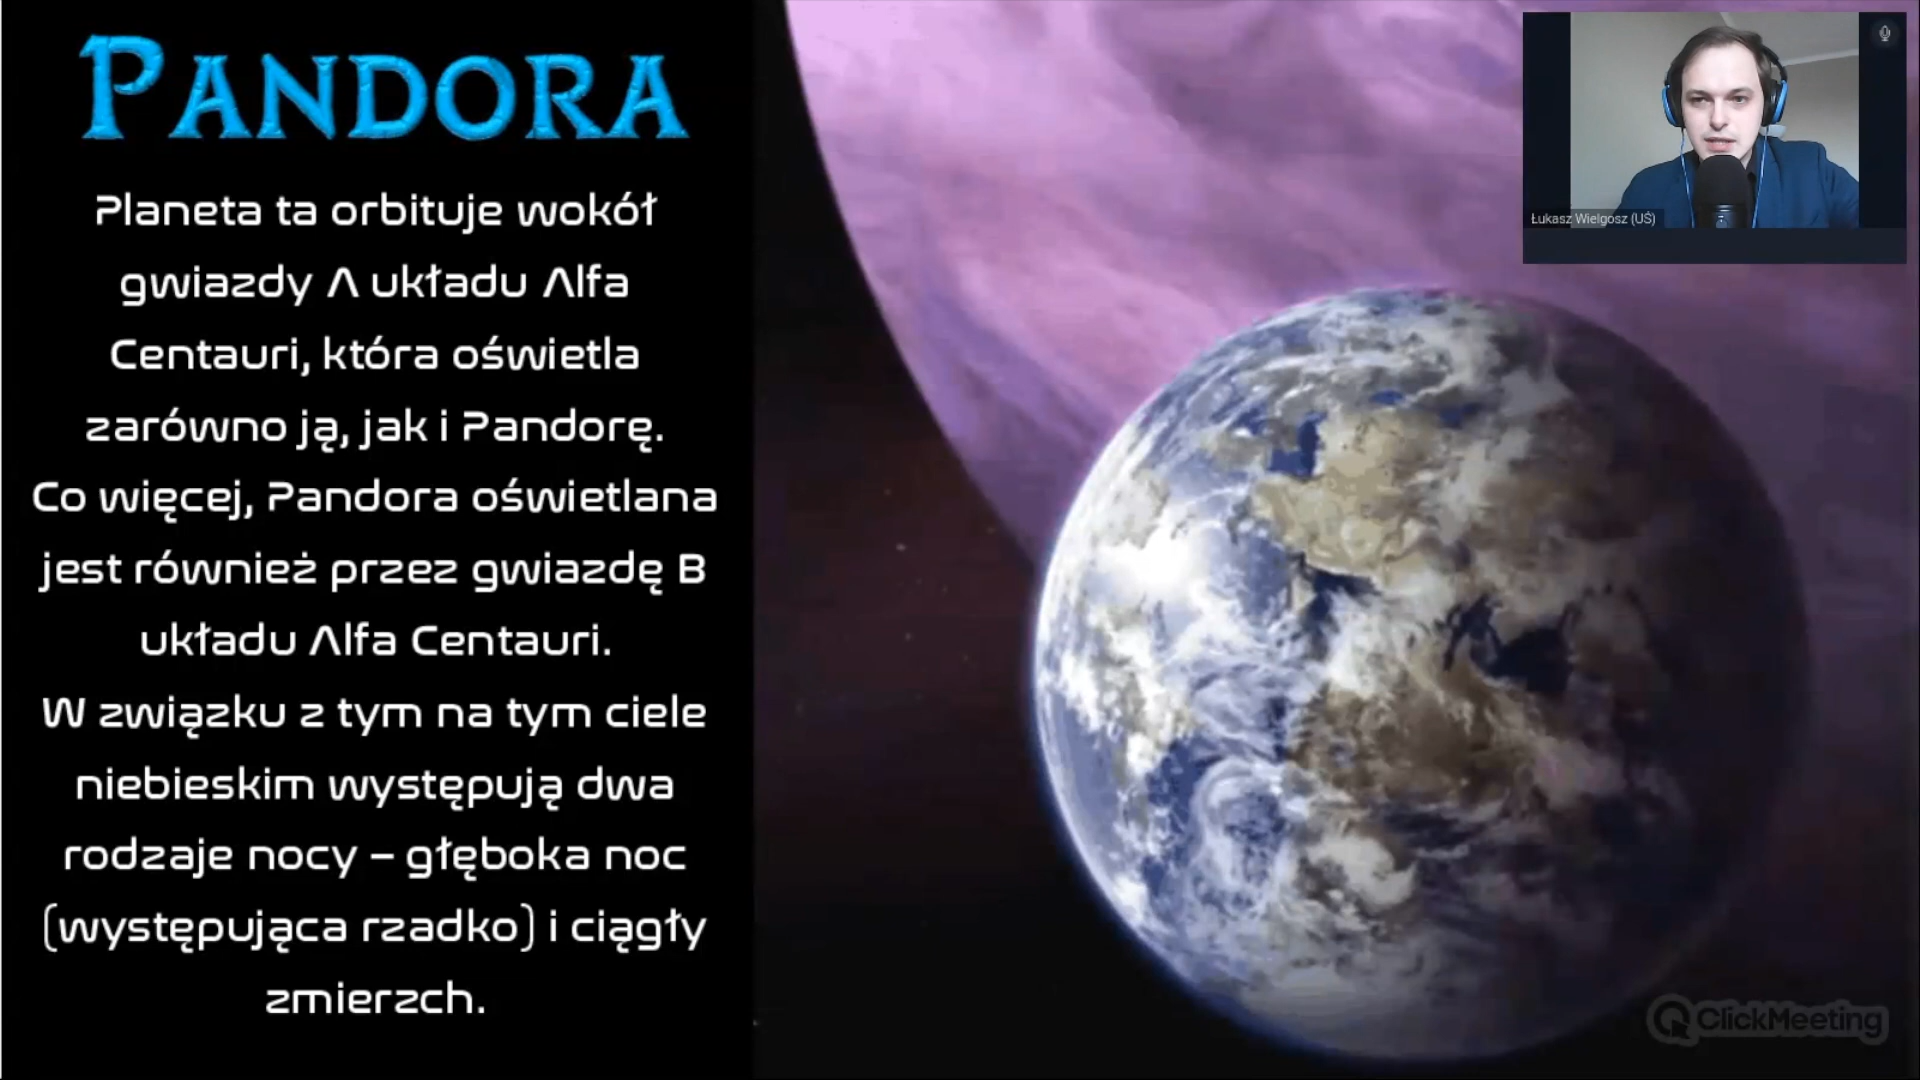 PANDORA
Planeta ta orbituje wokół
gwiazdy A układu Alfa
Centauri, która oświetla
zarówno ją, jak i Pandorę.
Co więcej, Pandora oświetlana
jest również przez gwiazdę B
układu Alfa Centauri.
W związku z tym na tym ciele
niebieskim występują dwa
rodzaje nocy – głęboka noc
(występująca rzadko) i ciągły
zmierzch.
Łukasz Wielgosz (UŚ)
ClickMeeting